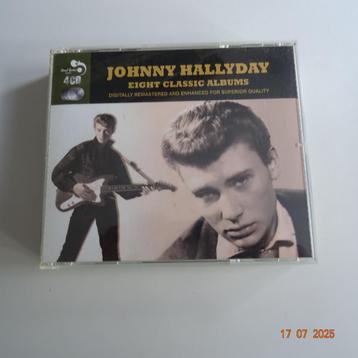 4CD
JOHNNY HALLYDAY
EIGHT CLASSIC ALBUMS
DIGITALLY REMASTERED AND ENHANCED FOR SUPERIOR QUALITY
17 07 2025